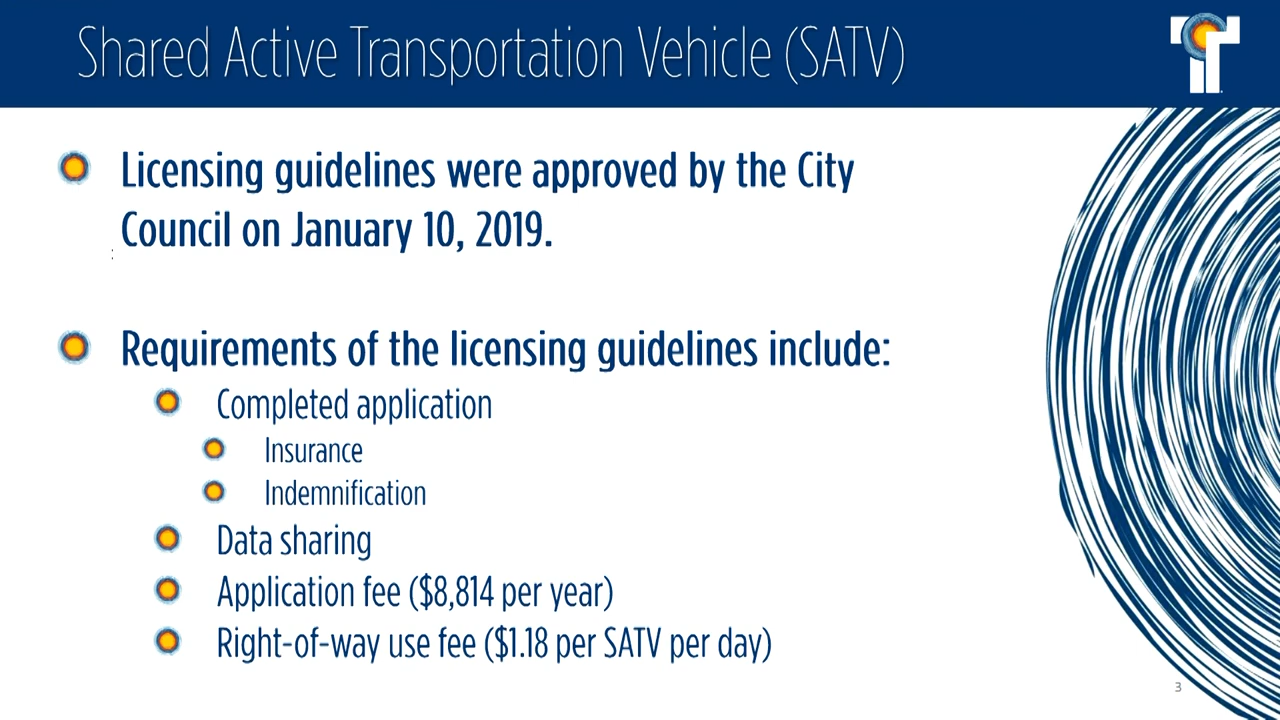 Shared Active Transportation Vehicle (SATV)
Licensing guidelines were approved by the City
Council on January 10, 2019.
Requirements of the licensing guidelines include:
Completed application
Insurance
Indemnification
Data sharing
Application fee ($8,814 per year)
Right-of-way use fee ($1.18 per SATV per day)
3